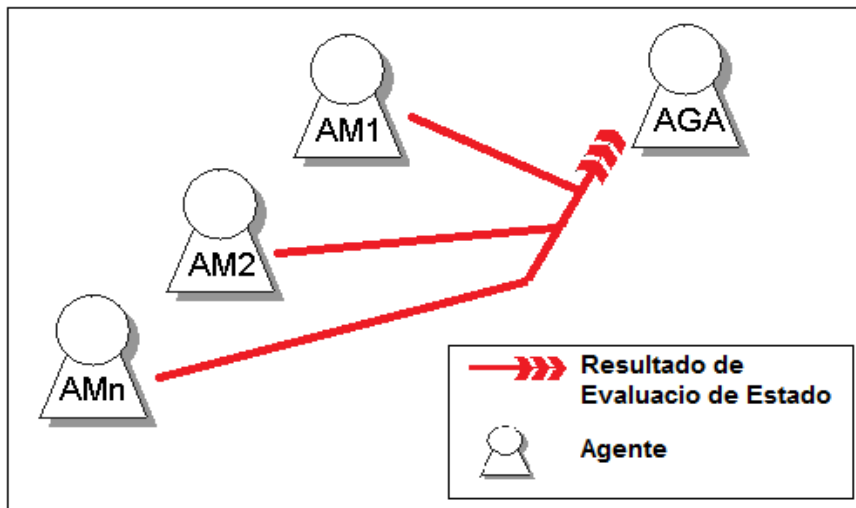 AM1
AGA
AM2
AMn
Resultado de
Evaluacio de Estado
Agente